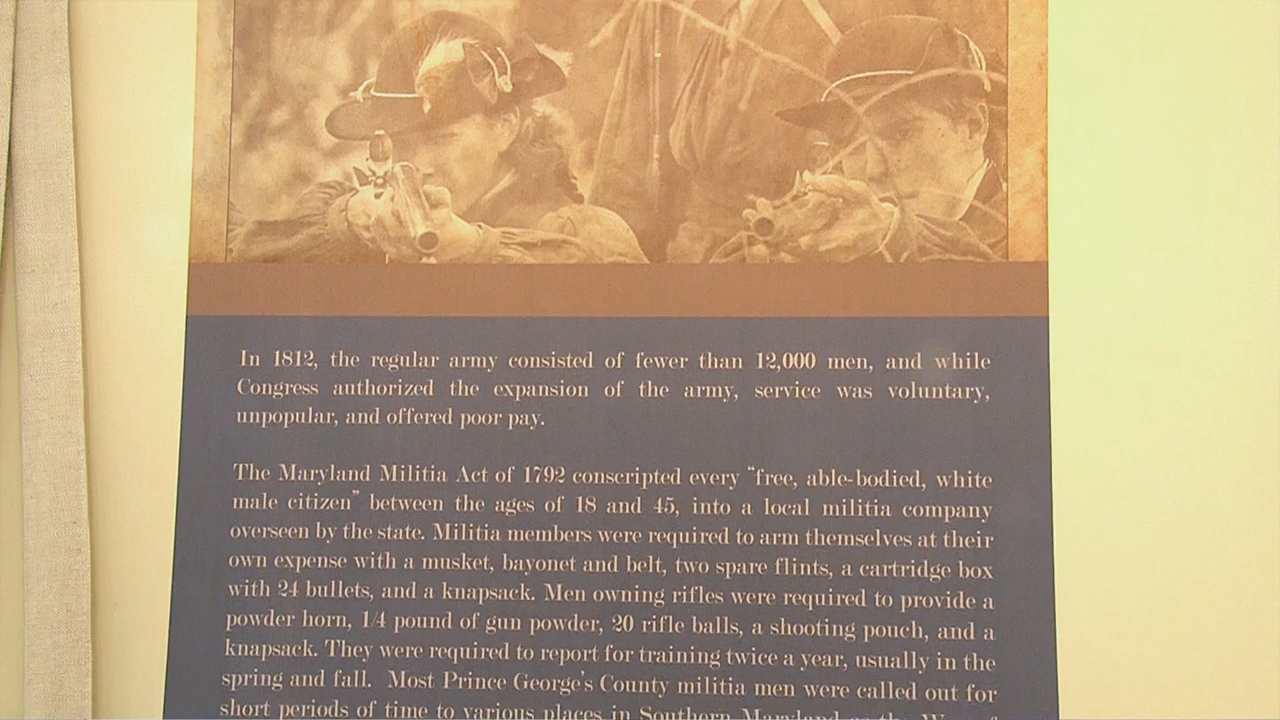 In 1812, the regular army consisted of fewer than 12,000 men, and while
Congress authorized the expansion of the army, service was voluntary,
unpopular, and offered poor pay.
The Maryland Militia Act of 1792 conscripted every “free, able-bodied, white
male citizen” between the ages of 18 and 45, into a local militia company
overseen by the state. Militia members were required to arm themselves at their
own expense with a musket, bayonet and belt, two spare flints, a cartridge box
with 24 bullets, and a knapsack. Men owning rifles were required to provide a
powder horn, 1/4 pound of gun powder, 20 rifle balls, a shooting pouch, and a
knapsack. They were required to report for training twice a year, usually in the
spring and fall. Most Prince George's County militia men were called out for
short periods of time to various places in Southern Maryland as the